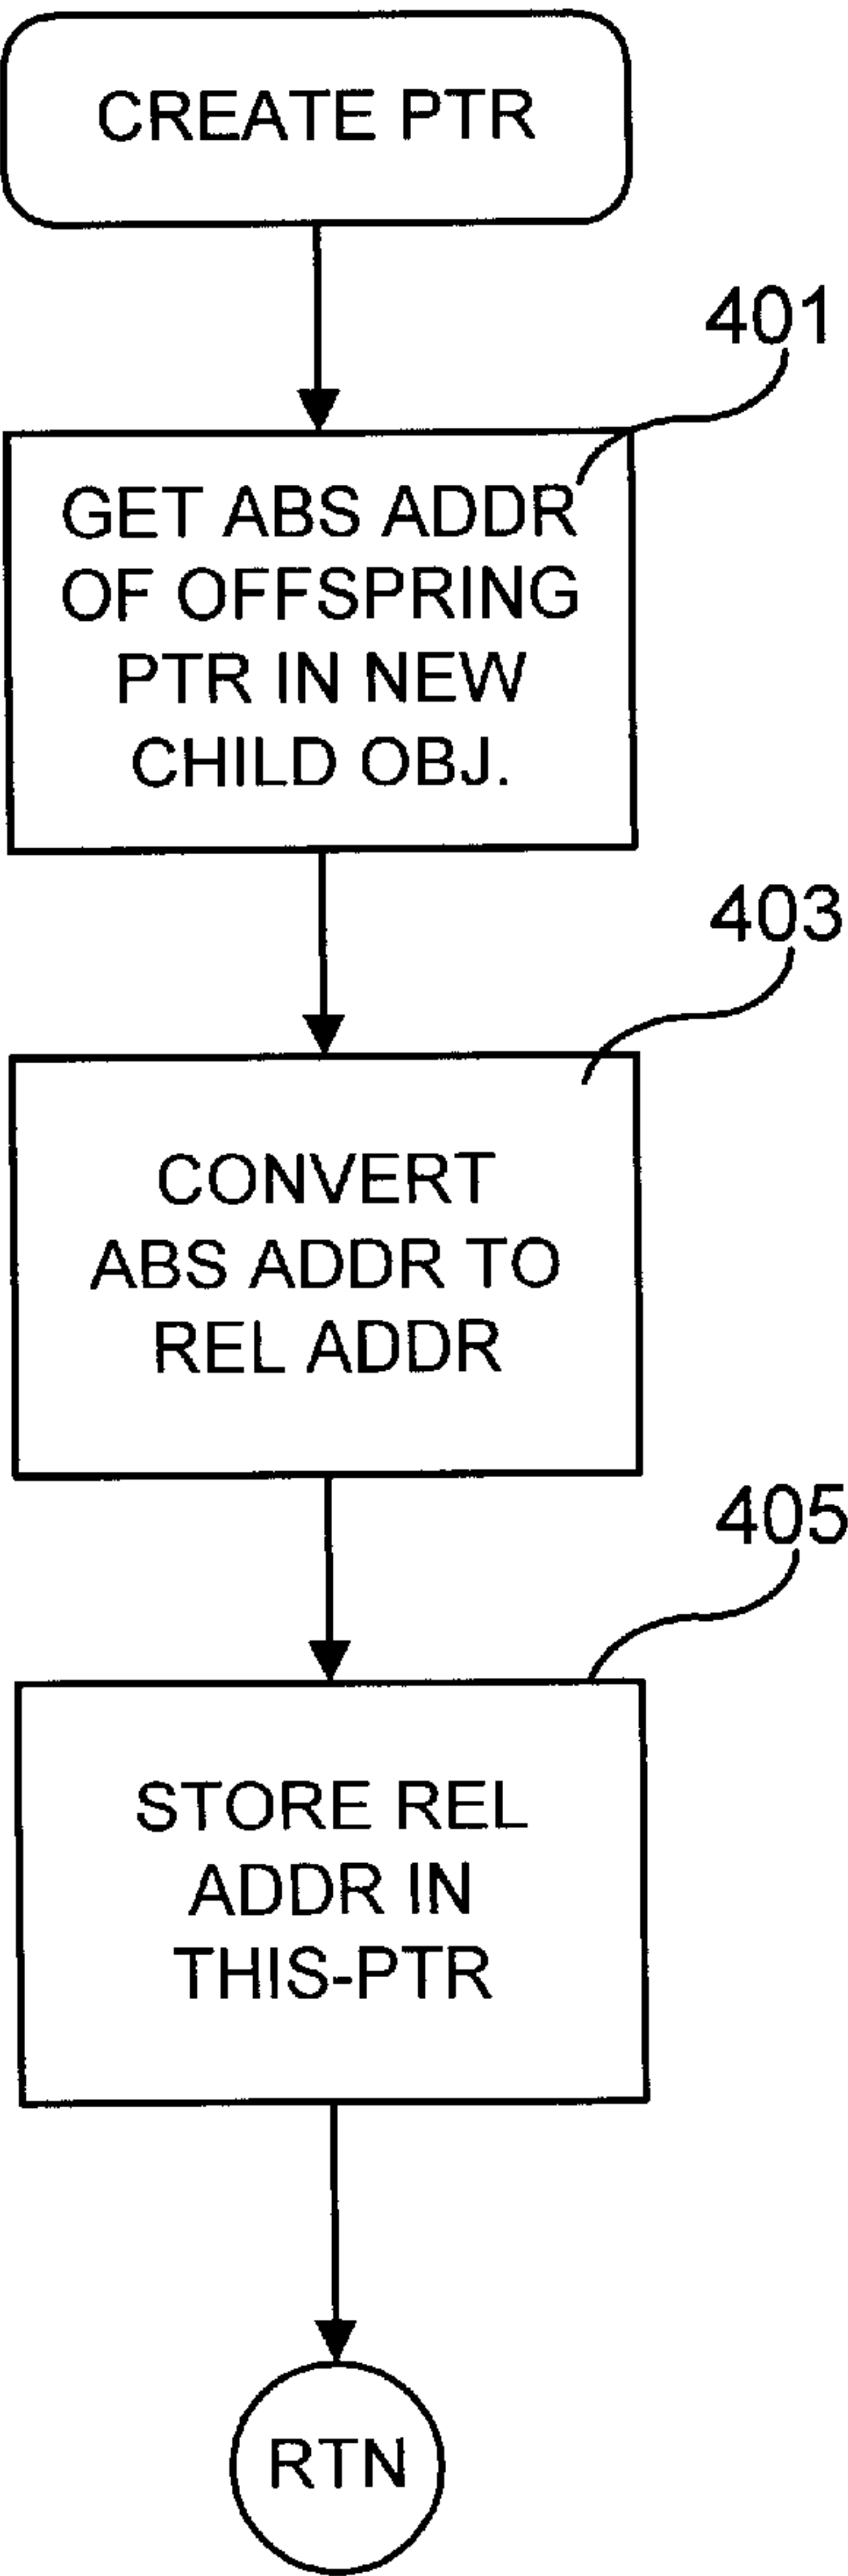 CREATE PTR
401
GET ABS ADDR
OF OFFSPRING
PTR IN NEW
CHILD OBJ.
403
CONVERT
ABS ADDR TO
REL ADDR
405
STORE REL
ADDR IN
THIS-PTR
RTN